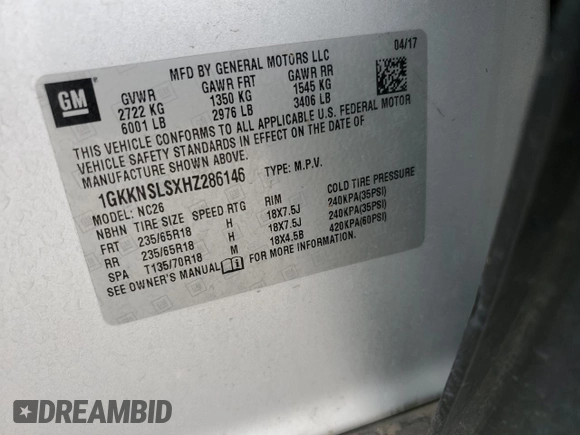 04/17
MFD BY GENERAL MOTORS LLC
GM
GVWR GAWR FRT GAWR RR
2722 KG 1350 KG 1545 KG
6001 LB 2976 LB 3406 LB
THIS VEHICLE CONFORMS TO ALL APPLICABLE U.S. FEDERAL MOTOR
VEHICLE SAFETY STANDARDS IN EFFECT ON THE DATE OF
MANUFACTURE SHOWN ABOVE.
1GKKNSLSXHZ286146 TYPE: M.P.V.
MODEL: NC26
NBHN TIRE SIZE SPEED RTG RIM COLD TIRE PRESSURE
FRT 235/65R18 H 18X7.5J 240KPA(35PSI)
RR 235/65R18 H 18X7.5J 240KPA(35PSI)
SPA T135/70R18 M 18X4.5B 420KPA(60PSI)
SEE OWNER'S MANUAL FOR MORE INFORMATION.
DREAMBID